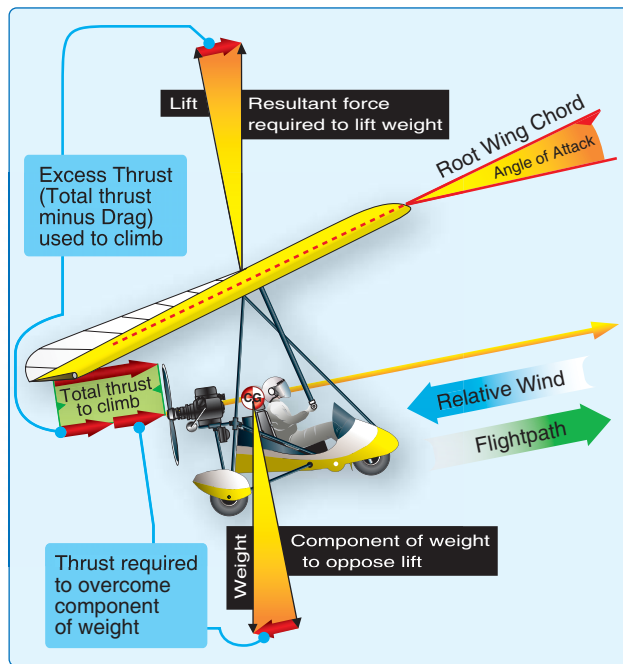 Lift
Resultant force
required to lift weight
Root Wing Chord
Angle of Attack
Excess Thrust
(Total thrust
minus Drag)
used to climb
Total thrust
to climb
CG
Relative Wind
Flightpath
Weight
Component of weight
to oppose lift
Thrust required
to overcome
component
of weight